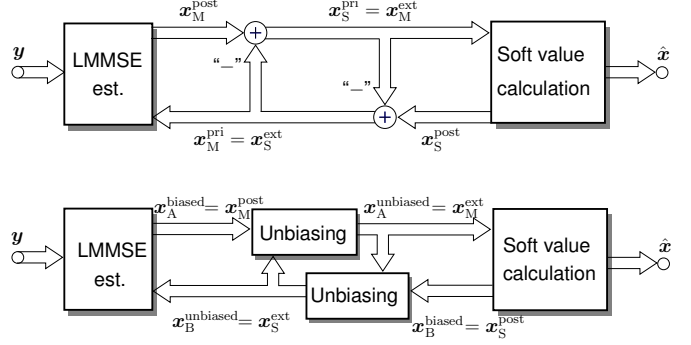 x_M^post
x_S^pri = x_M^ext
y
LMMSE
est.
+
"−"
"−"
+
Soft value
calculation
x̂
x_M^pri = x_S^ext
x_S^post
x_A^biased = x_M^post
x_A^unbiased = x_M^ext
y
LMMSE
est.
Unbiasing
Unbiasing
Soft value
calculation
x̂
x_B^unbiased = x_S^ext
x_B^biased = x_S^post